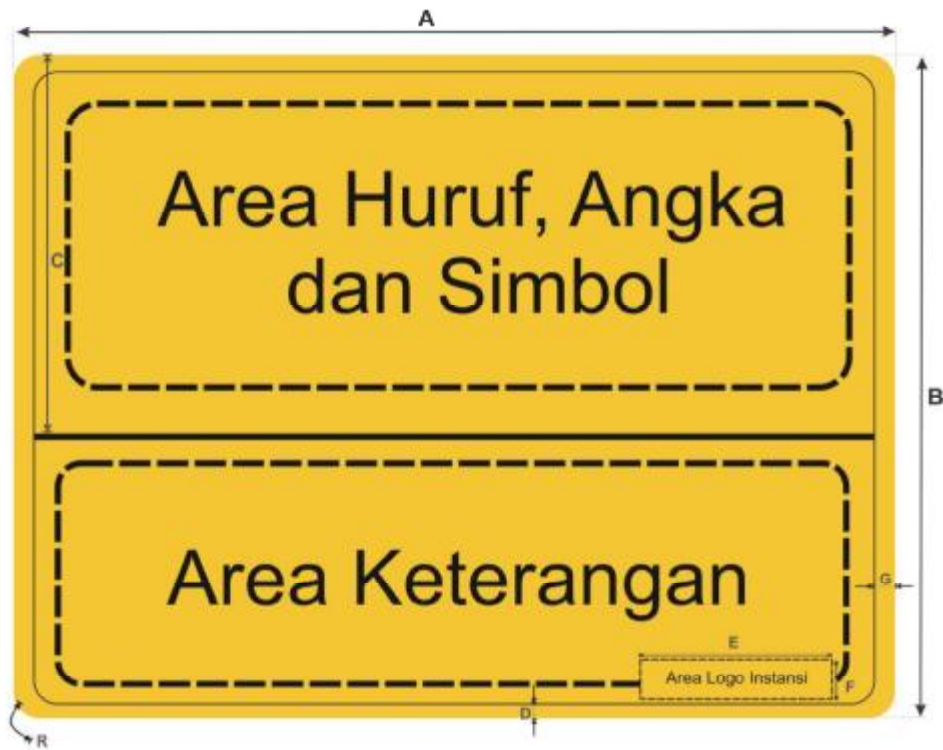 A
Area Huruf, Angka
dan Simbol
C
B
Area Keterangan
G
E
Area Logo Instansi
F
D
R